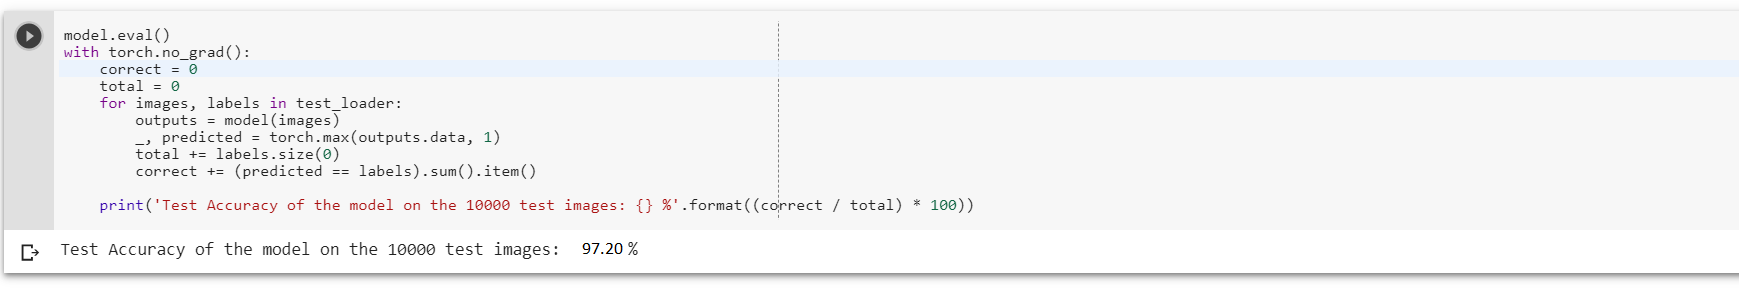 model.eval()
with torch.no_grad():
    correct = 0
    total = 0
    for images, labels in test_loader:
        outputs = model(images)
        _, predicted = torch.max(outputs.data, 1)
        total += labels.size(0)
        correct += (predicted == labels).sum().item()
    print('Test Accuracy of the model on the 10000 test images: {} %'.format((correct / total) * 100))
Test Accuracy of the model on the 10000 test images: 97.20 %